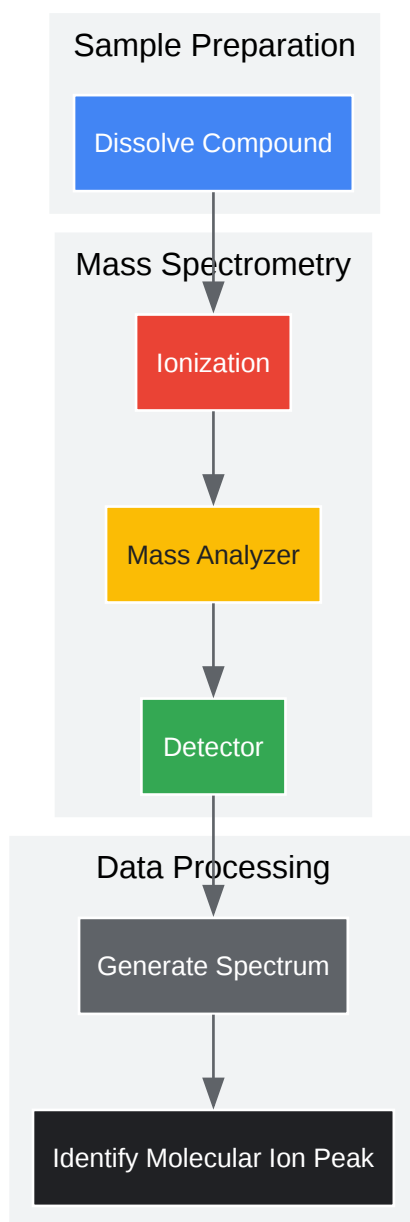 Sample Preparation
Dissolve Compound
Mass Spectrometry
Ionization
Mass Analyzer
Detector
Data Processing
Generate Spectrum
Identify Molecular Ion Peak